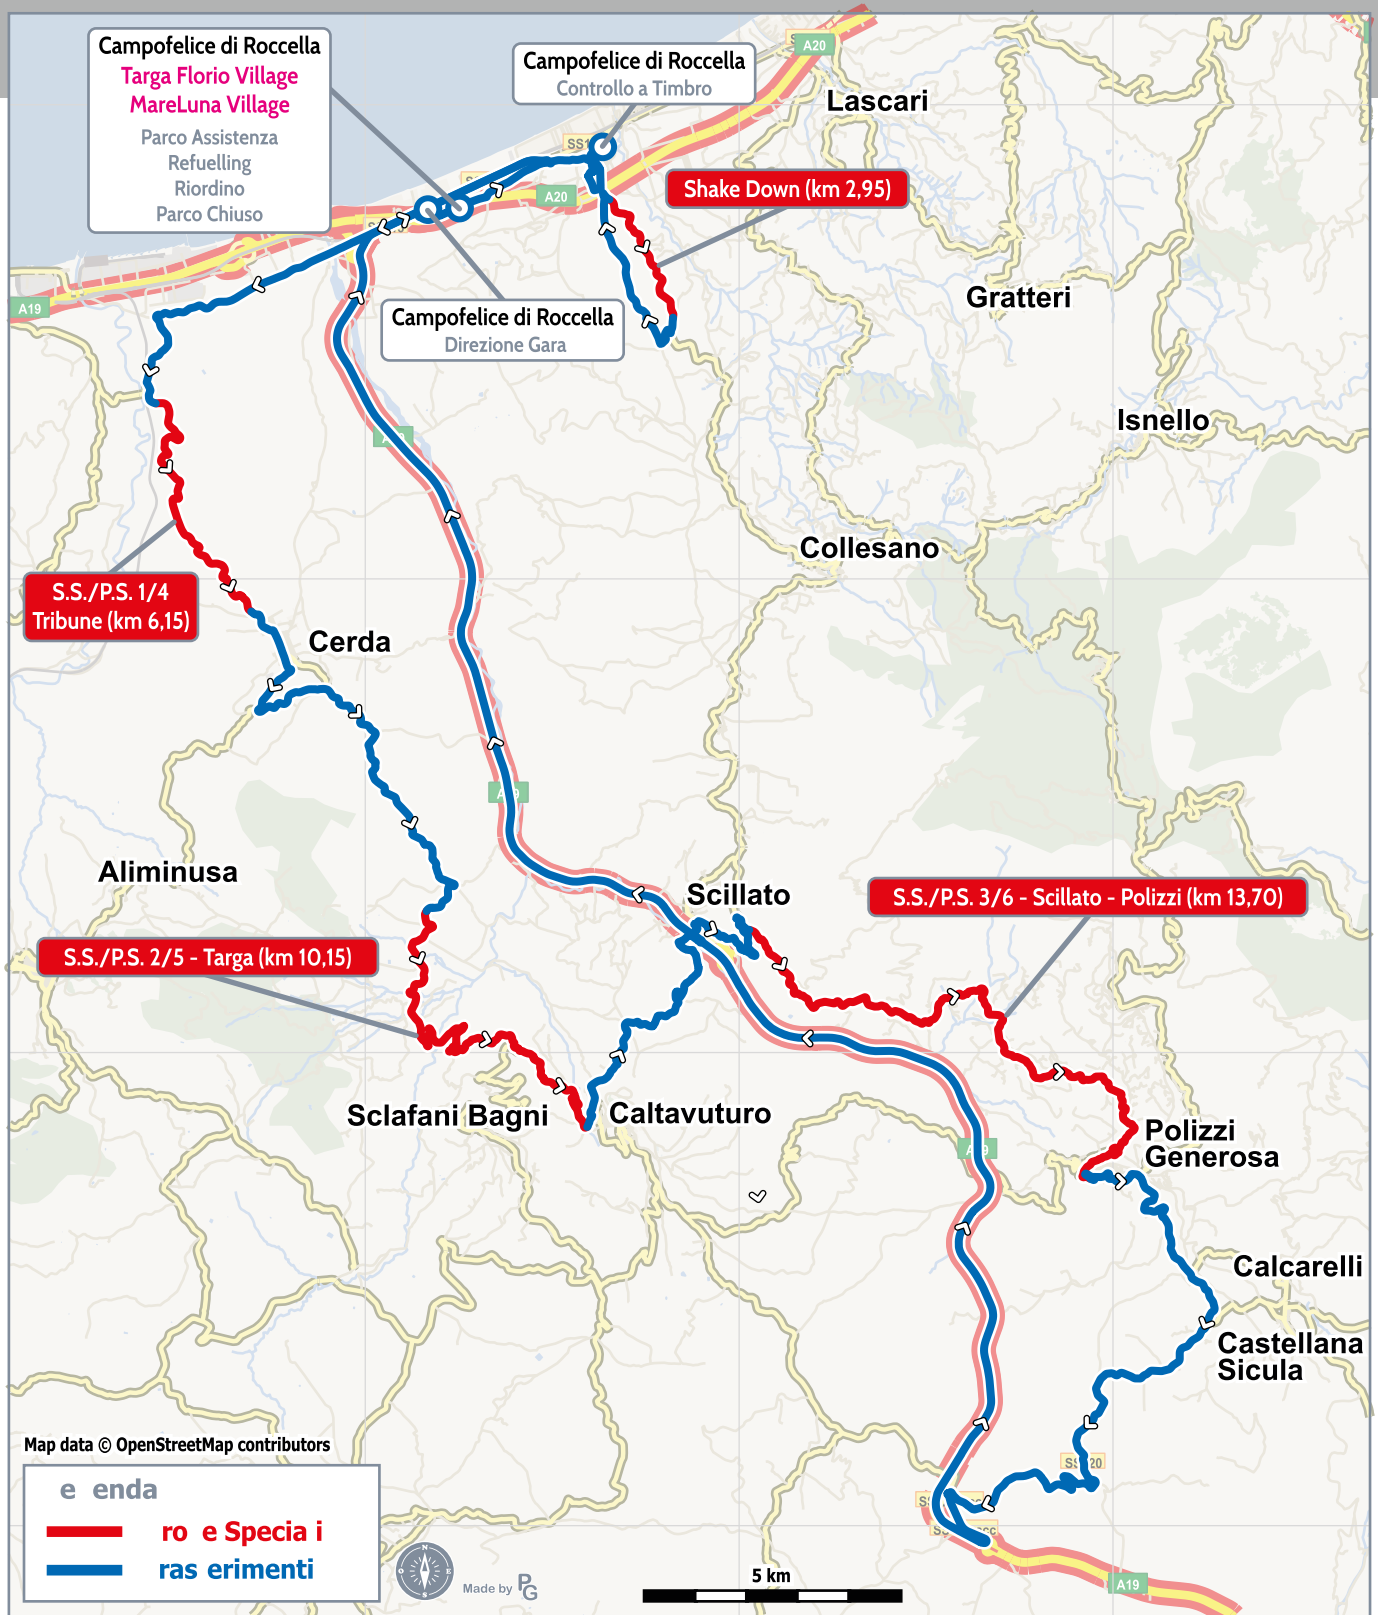 Campofelice di Roccella
Targa Florio Village
MareLuna Village
Parco Assistenza
Refuelling
Riordino
Parco Chiuso
Campofelice di Roccella
Controllo a Timbro
A20
Lascari
Shake Down (km 2,95)
A20
A19
Gratteri
Campofelice di Roccella
Direzione Gara
Isnello
Collesano
S.S./P.S. 1/4
Tribune (km 6,15)
Cerda
Aliminusa
Scillato
S.S./P.S. 3/6 - Scillato - Polizzi (km 13,70)
S.S./P.S. 2/5 - Targa (km 10,15)
Sclafani Bagni
Caltavuturo
Polizzi
Generosa
Calcarelli
Castellana
Sicula
Map data © OpenStreetMap contributors
e enda
ro e Specia i
ras erimenti
N
E
S
O
Made by PG
5 km
A19